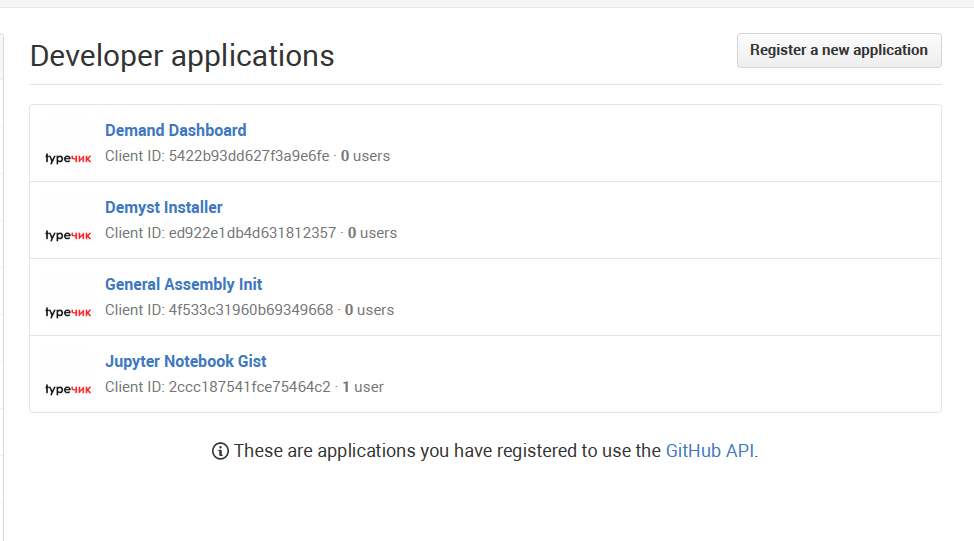 Developer applications
Register a new application
Demand Dashboard
typeчик
Client ID: 5422b93dd627f3a9e6fe · 0 users
Demyst Installer
typeчик
Client ID: ed922e1db4d631812357 · 0 users
General Assembly Init
typeчик
Client ID: 4f533c31960b69349668 · 0 users
Jupyter Notebook Gist
typeчик
Client ID: 2ccc187541fce75464c2 · 1 user
These are applications you have registered to use the GitHub API.